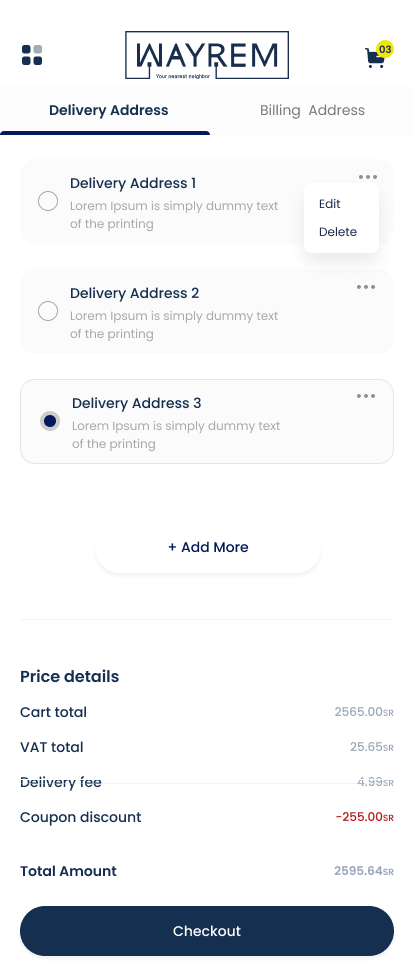 WAYREM
Your nearest neighbor
03
Delivery Address
Billing Address
Delivery Address 1
Lorem Ipsum is simply dummy text
of the printing
Edit
Delete
Delivery Address 2
Lorem Ipsum is simply dummy text
of the printing
Delivery Address 3
Lorem Ipsum is simply dummy text
of the printing
+ Add More
Price details
Cart total 2565.00SR
VAT total 25.65SR
Delivery fee 4.99SR
Coupon discount -255.00SR
Total Amount 2595.64SR
Checkout